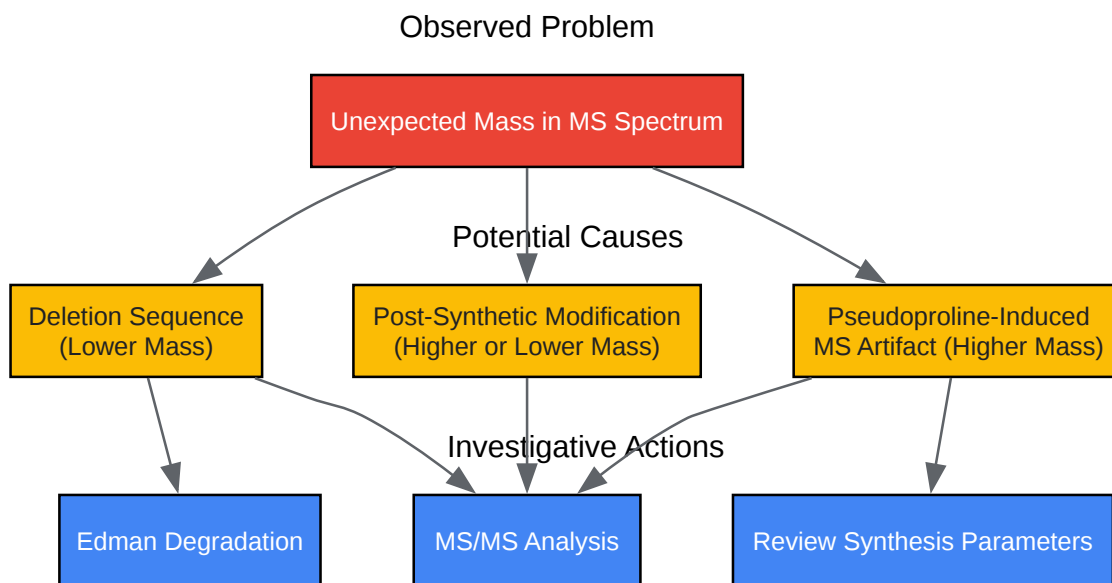 Observed Problem
Unexpected Mass in MS Spectrum
Potential Causes
Deletion Sequence
(Lower Mass)
Post-Synthetic Modification
(Higher or Lower Mass)
Pseudoproline-Induced
MS Artifact (Higher Mass)
Investigative Actions
Edman Degradation
MS/MS Analysis
Review Synthesis Parameters